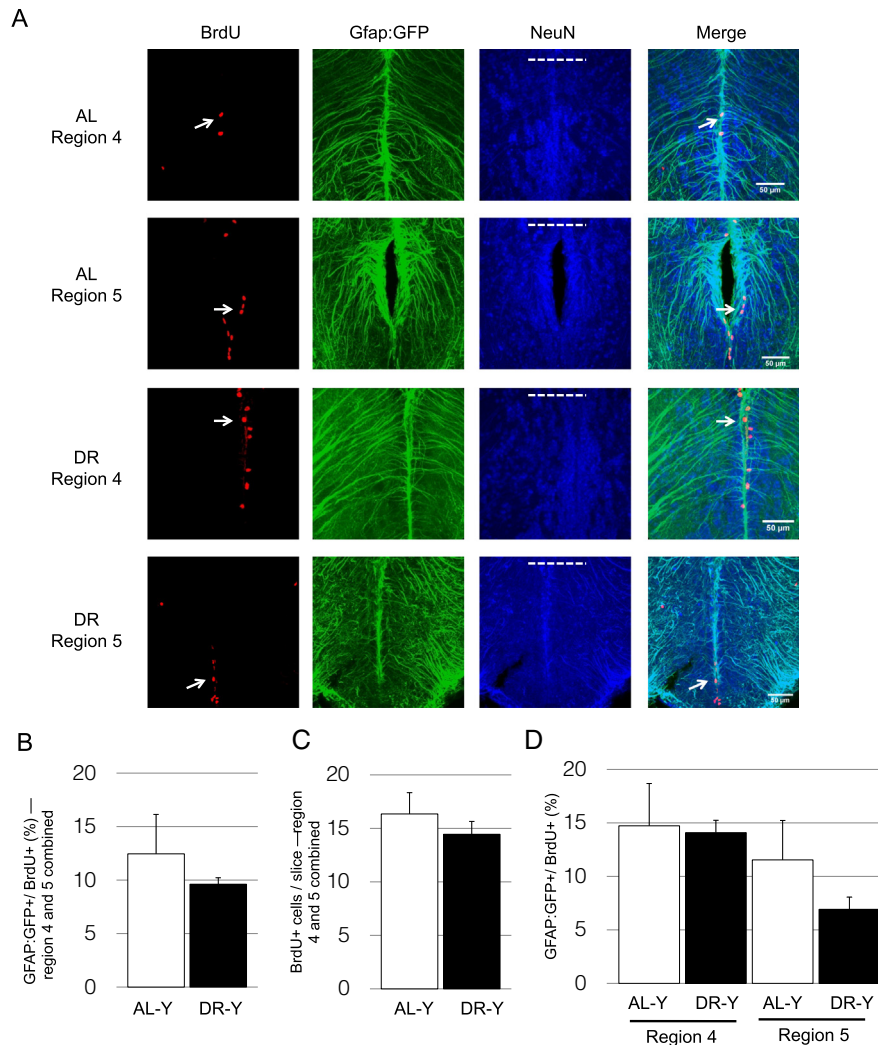 A
BrdU
Gfap:GFP
NeuN
Merge
AL
Region 4
50 µm
AL
Region 5
50 µm
DR
Region 4
50 µm
DR
Region 5
50 µm
B
GFAP:GFP+/ BrdU+ (%) —
region 4 and 5 combined
20
15
10
5
0
AL-Y
DR-Y
C
BrdU+ cells / slice —region
4 and 5 combined
20
15
10
5
0
AL-Y
DR-Y
D
GFAP:GFP+/ BrdU+ (%)
20
15
10
5
0
AL-Y
DR-Y
AL-Y
DR-Y
Region 4
Region 5